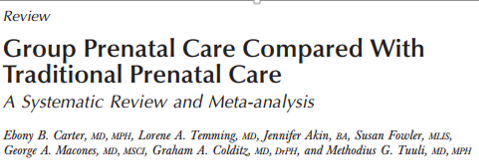 Review
Group Prenatal Care Compared With
Traditional Prenatal Care
A Systematic Review and Meta-analysis
Ebony B. Carter, MD, MPH, Lorene A. Temming, MD, Jennifer Akin, BA, Susan Fowler, MLIS,
George A. Macones, MD, MSCI, Graham A. Colditz, MD, DrPH, and Methodius G. Tuuli, MD, MPH